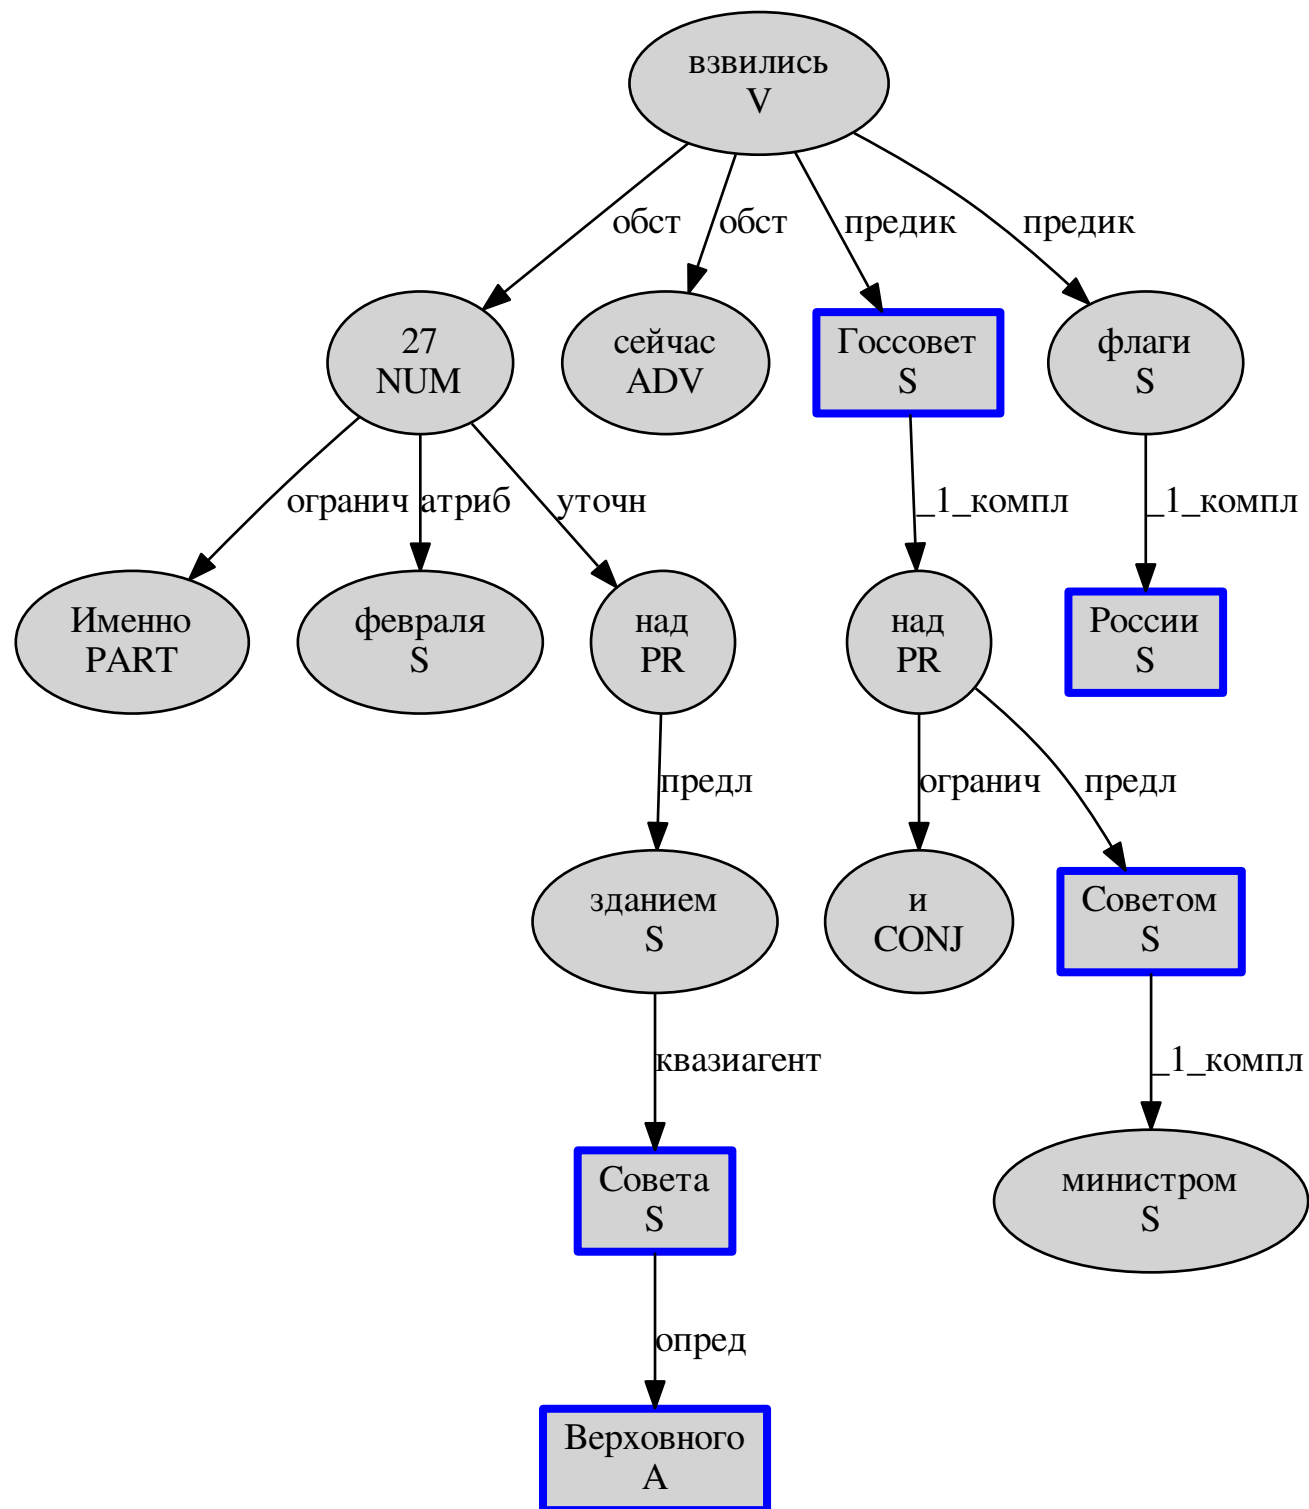 взвились
V
обст
обст
предик
предик
27
NUM
сейчас
ADV
Госсовет
S
флаги
S
огранич
атриб
уточн
_1_компл
_1_компл
Именно
PART
февраля
S
над
PR
над
PR
России
S
предл
огранич
предл
зданием
S
и
CONJ
Советом
S
квазиагент
_1_компл
Совета
S
министром
S
опред
Верховного
A